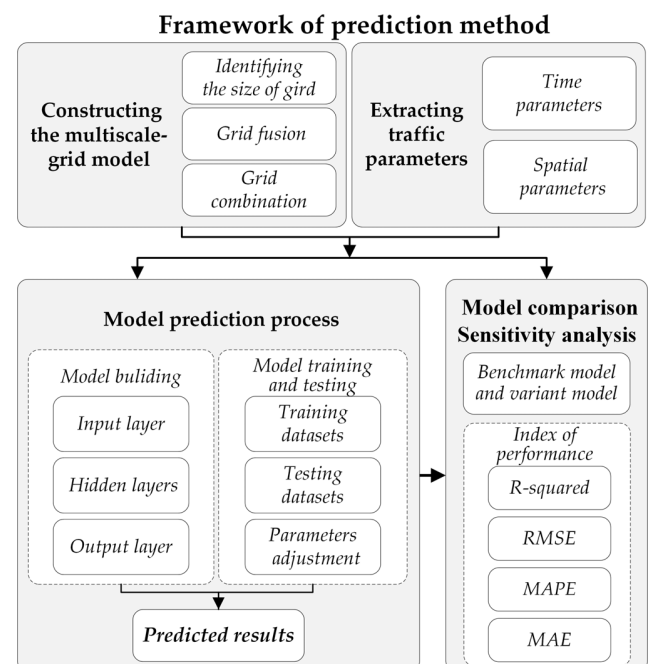 Framework of prediction method
Constructing
the multiscale-
grid model
Identifying
the size of gird
Grid fusion
Grid
combination
Extracting
traffic
parameters
Time
parameters
Spatial
parameters
Model prediction process
Model buliding
Input layer
Hidden layers
Output layer
Model training
and testing
Training
datasets
Testing
datasets
Parameters
adjustment
Predicted results
Model comparison
Sensitivity analysis
Benchmark model
and variant model
Index of
performance
R-squared
RMSE
MAPE
MAE